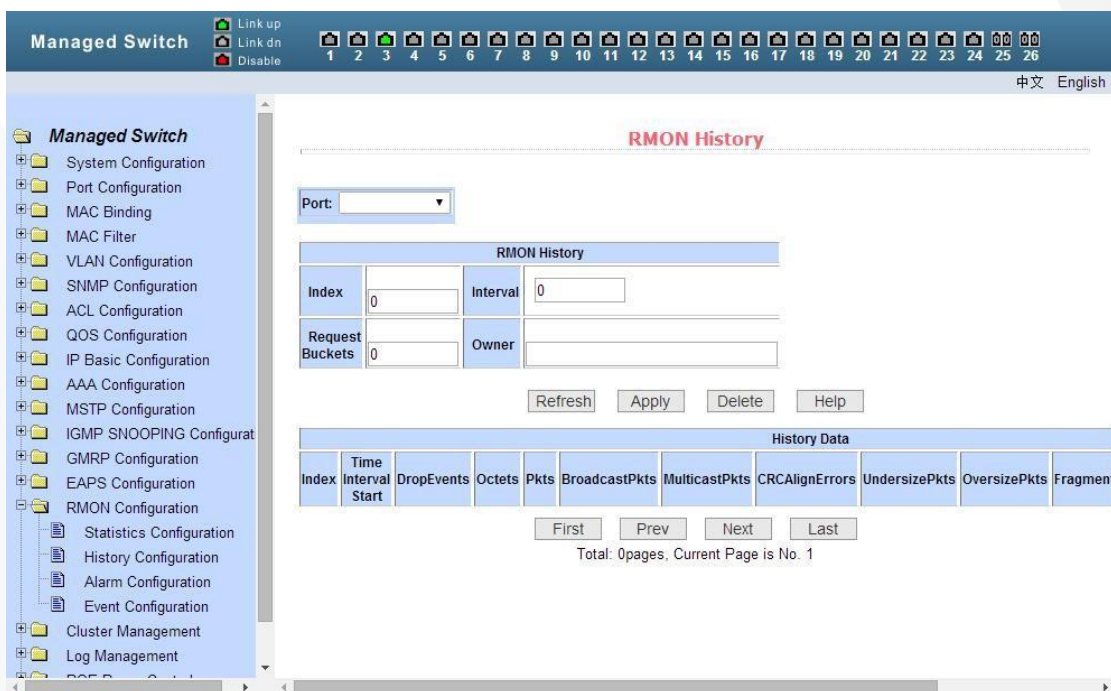 Managed Switch
Link up
Link dn
Disable
1 2 3 4 5 6 7 8 9 10 11 12 13 14 15 16 17 18 19 20 21 22 23 24 25 26
中文 English
Managed Switch
System Configuration
Port Configuration
MAC Binding
MAC Filter
VLAN Configuration
SNMP Configuration
ACL Configuration
QOS Configuration
IP Basic Configuration
AAA Configuration
MSTP Configuration
IGMP SNOOPING Configurat
GMRP Configuration
EAPS Configuration
RMON Configuration
Statistics Configuration
History Configuration
Alarm Configuration
Event Configuration
Cluster Management
Log Management
RMON History
Port:
RMON History
Index 0 Interval 0
Request Buckets 0 Owner
Refresh Apply Delete Help
History Data
Index Time Interval Start DropEvents Octets Pkts BroadcastPkts MulticastPkts CRCAlignErrors UndersizePkts OversizePkts Fragmen
First Prev Next Last
Total: 0pages, Current Page is No. 1